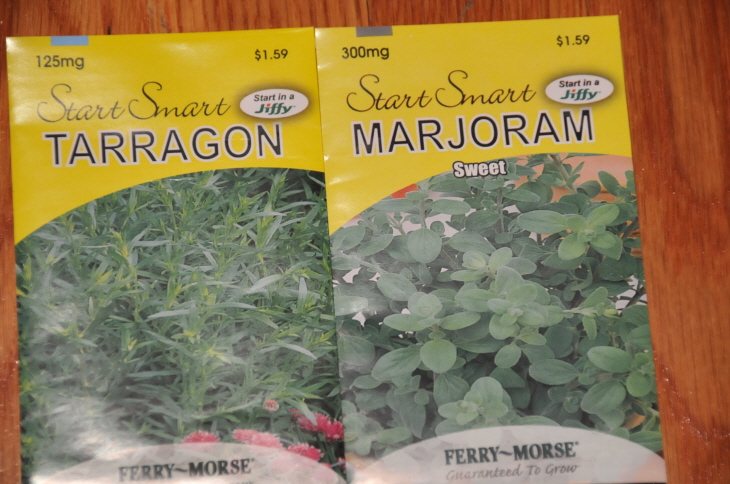 125mg
$1.59
Start Smart
Start in a
Jiffy
TARRAGON
FERRY~MORSE®
300mg
$1.59
Start Smart
Start in a
Jiffy
MARJORAM
Sweet
FERRY~MORSE®
Guaranteed To Grow